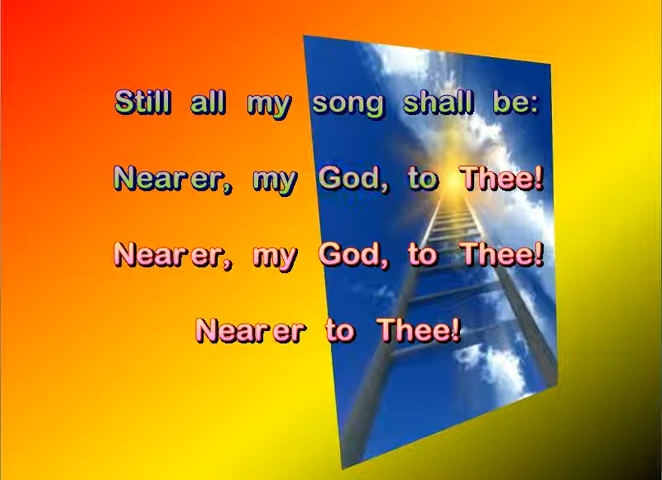 Still all my song shall be:
Nearer, my God, to Thee!
Nearer, my God, to Thee!
Nearer to Thee!